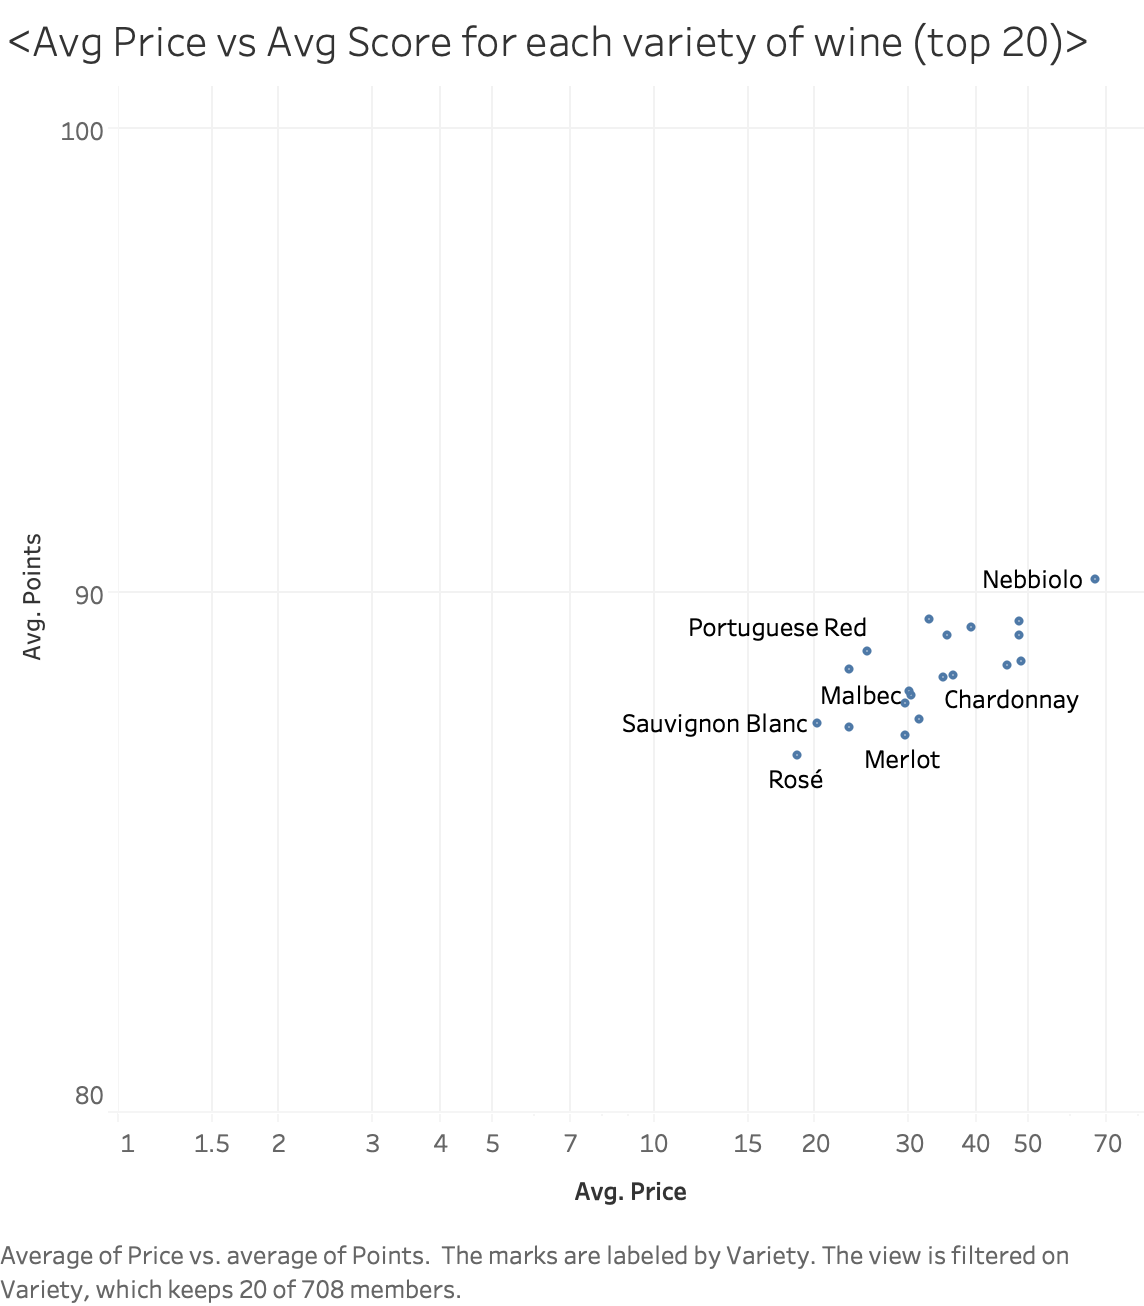 <Avg Price vs Avg Score for each variety of wine (top 20)>
100
Avg. Points
90
Nebbiolo
Portuguese Red
Malbec
Chardonnay
Sauvignon Blanc
Merlot
Rosé
80
1 1.5 2 3 4 5 7 10 15 20 30 40 50 70
Avg. Price
Average of Price vs. average of Points. The marks are labeled by Variety. The view is filtered on
Variety, which keeps 20 of 708 members.